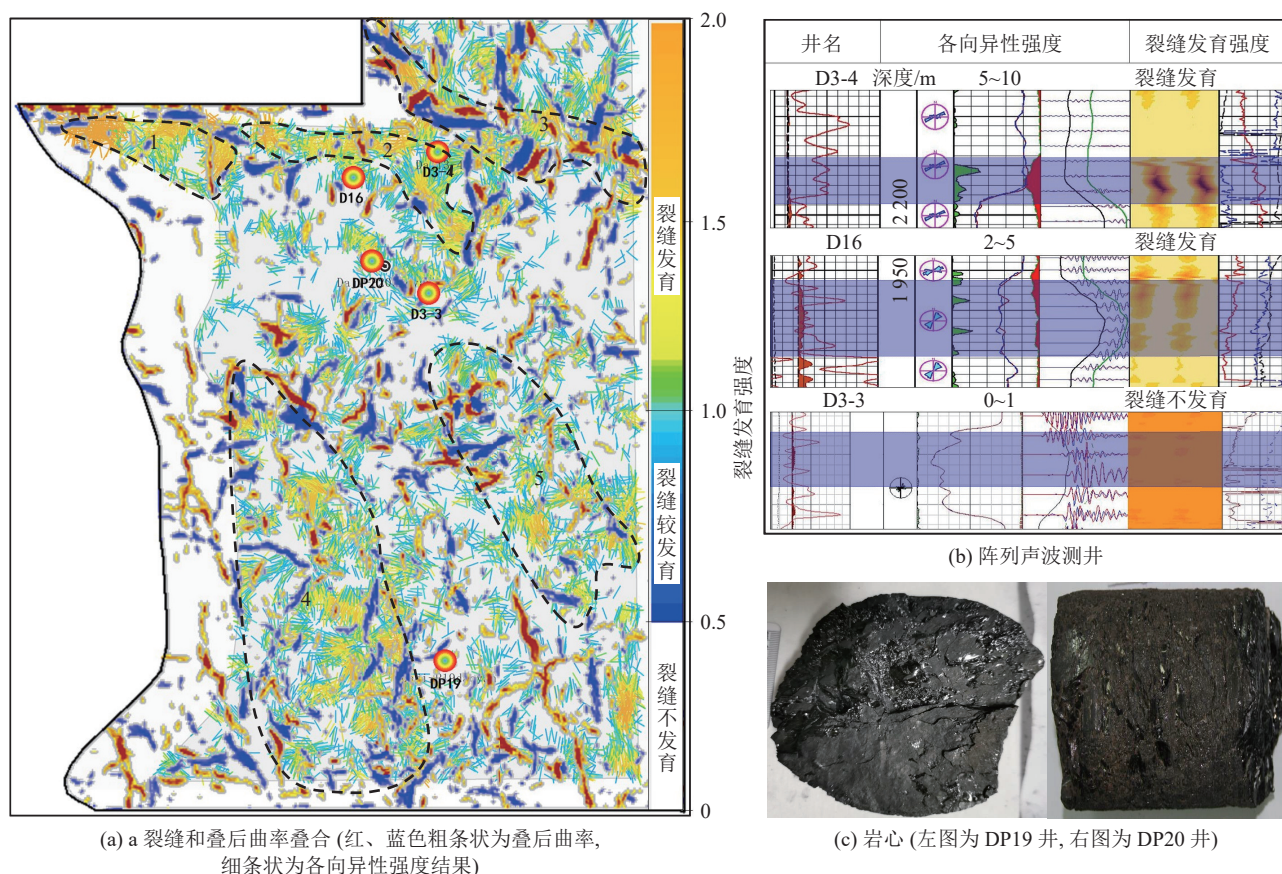 2.0
1.5
1.0
0.5
0
裂缝发育
裂缝较发育
裂缝不发育
裂缝发育强度
1
2
3
4
5
D3-4
D16
DP20
D3-3
DP19
(a) a 裂缝和叠后曲率叠合 (红、蓝色粗条状为叠后曲率,
细条状为各向异性强度结果)
井名 各向异性强度 裂缝发育强度
D3-4 深度/m 5~10 裂缝发育
2 200
D16 2~5 裂缝发育
1 950
D3-3 0~1 裂缝不发育
(b) 阵列声波测井
(c) 岩心 (左图为 DP19 井, 右图为 DP20 井)